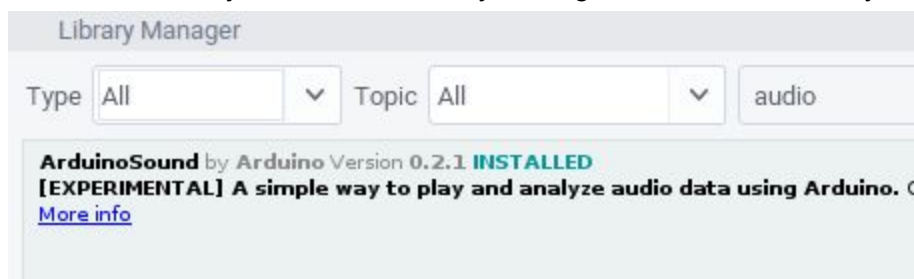 Library Manager
Type All Topic All audio
ArduinoSound by Arduino Version 0.2.1 INSTALLED
[EXPERIMENTAL] A simple way to play and analyze audio data using Arduino.
More info